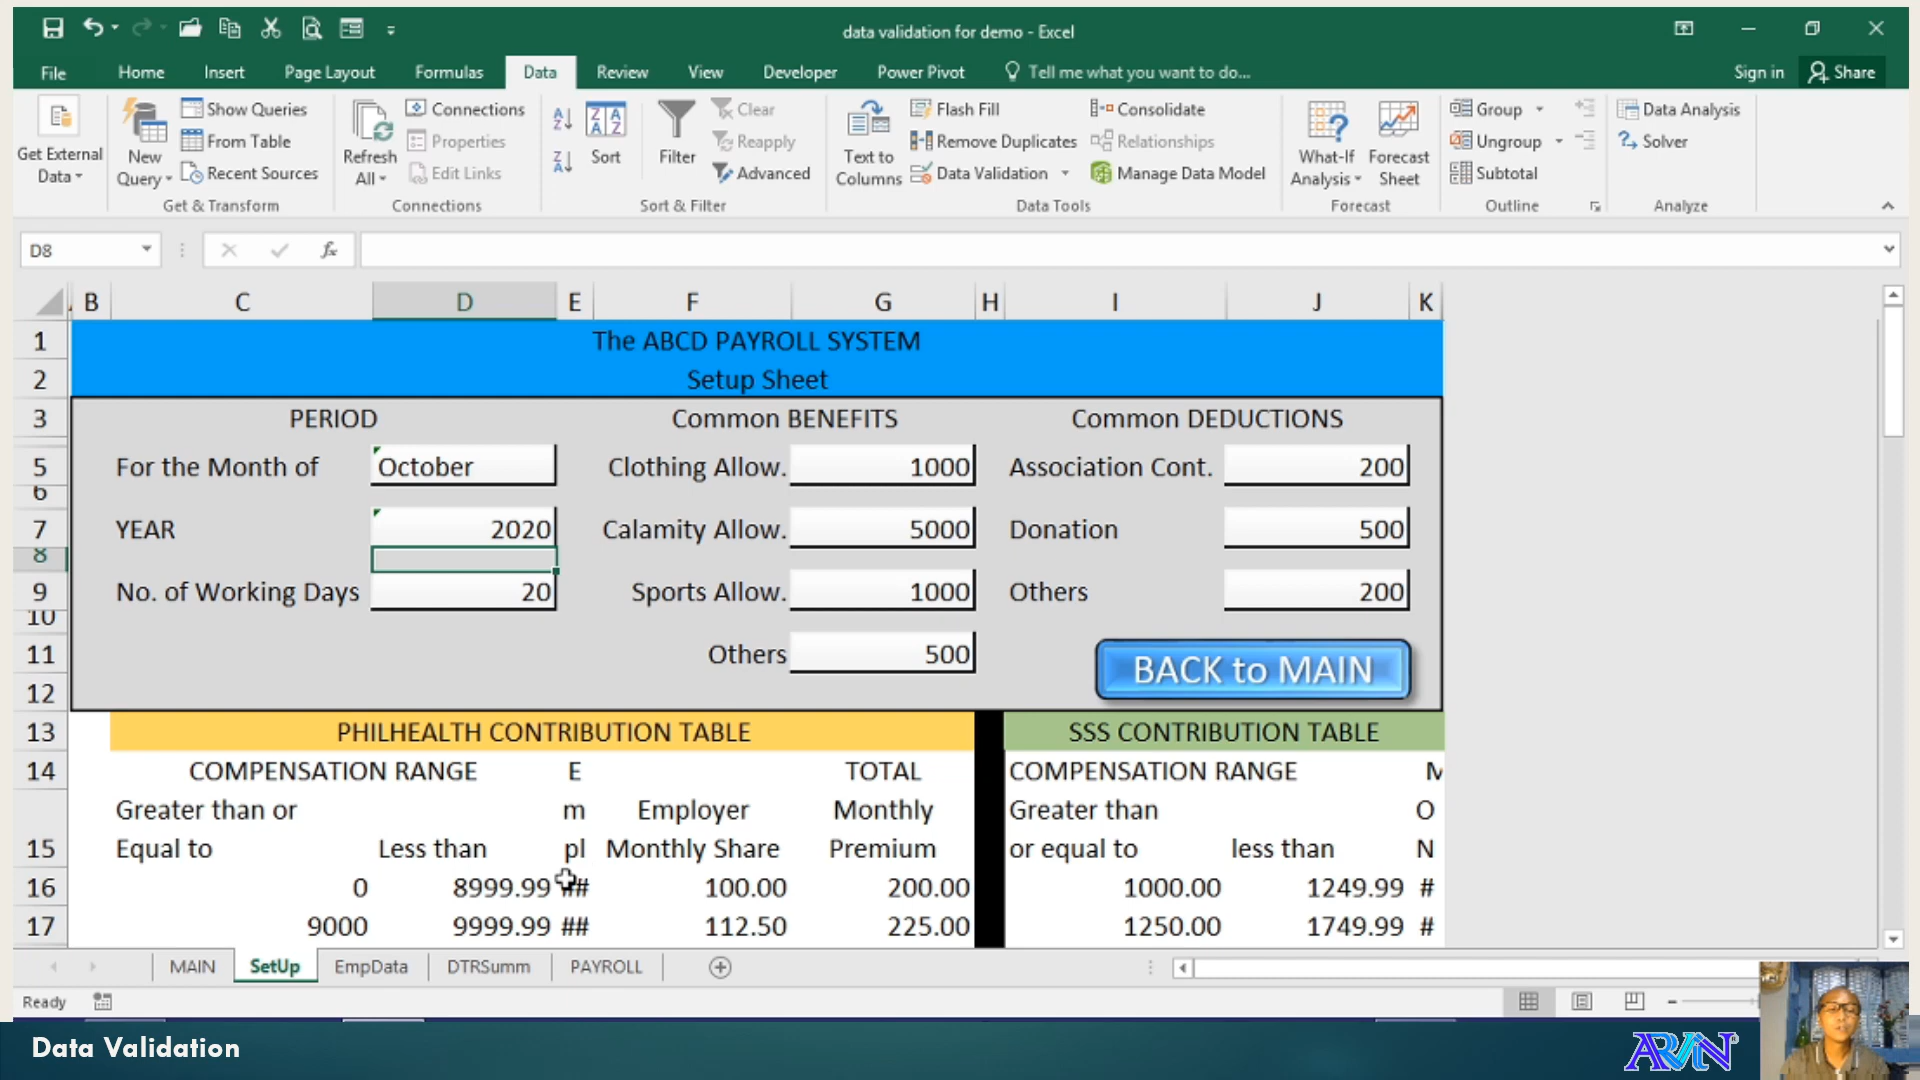 data validation for demo - Excel
File Home Insert Page Layout Formulas Data Review View Developer Power Pivot Tell me what you want to do... Sign in Share
Get External Data
New Query
Show Queries
From Table
Recent Sources
Get & Transform
Refresh All
Connections
Properties
Edit Links
Connections
Sort
Filter
Clear
Reapply
Advanced
Sort & Filter
Text to Columns
Flash Fill
Remove Duplicates
Data Validation
Consolidate
Relationships
Manage Data Model
Data Tools
What-If Analysis
Forecast Sheet
Forecast
Group
Ungroup
Subtotal
Outline
Data Analysis
Solver
Analyze
D8 fx
B C D E F G H I J K
1 The ABCD PAYROLL SYSTEM
2 Setup Sheet
3 PERIOD Common BENEFITS Common DEDUCTIONS
5 For the Month of October Clothing Allow. 1000 Association Cont. 200
6
7 YEAR 2020 Calamity Allow. 5000 Donation 500
8
9 No. of Working Days 20 Sports Allow. 1000 Others 200
10
11 Others 500 BACK to MAIN
12
13 PHILHEALTH CONTRIBUTION TABLE SSS CONTRIBUTION TABLE
14 COMPENSATION RANGE E TOTAL COMPENSATION RANGE M
Greater than or m Employer Monthly Greater than O
15 Equal to Less than pl Monthly Share Premium or equal to less than N
16 0 8999.99 ## 100.00 200.00 1000.00 1249.99 #
17 9000 9999.99 ## 112.50 225.00 1250.00 1749.99 #
MAIN SetUp EmpData DTRSumm PAYROLL
Ready
Data Validation ARVIN